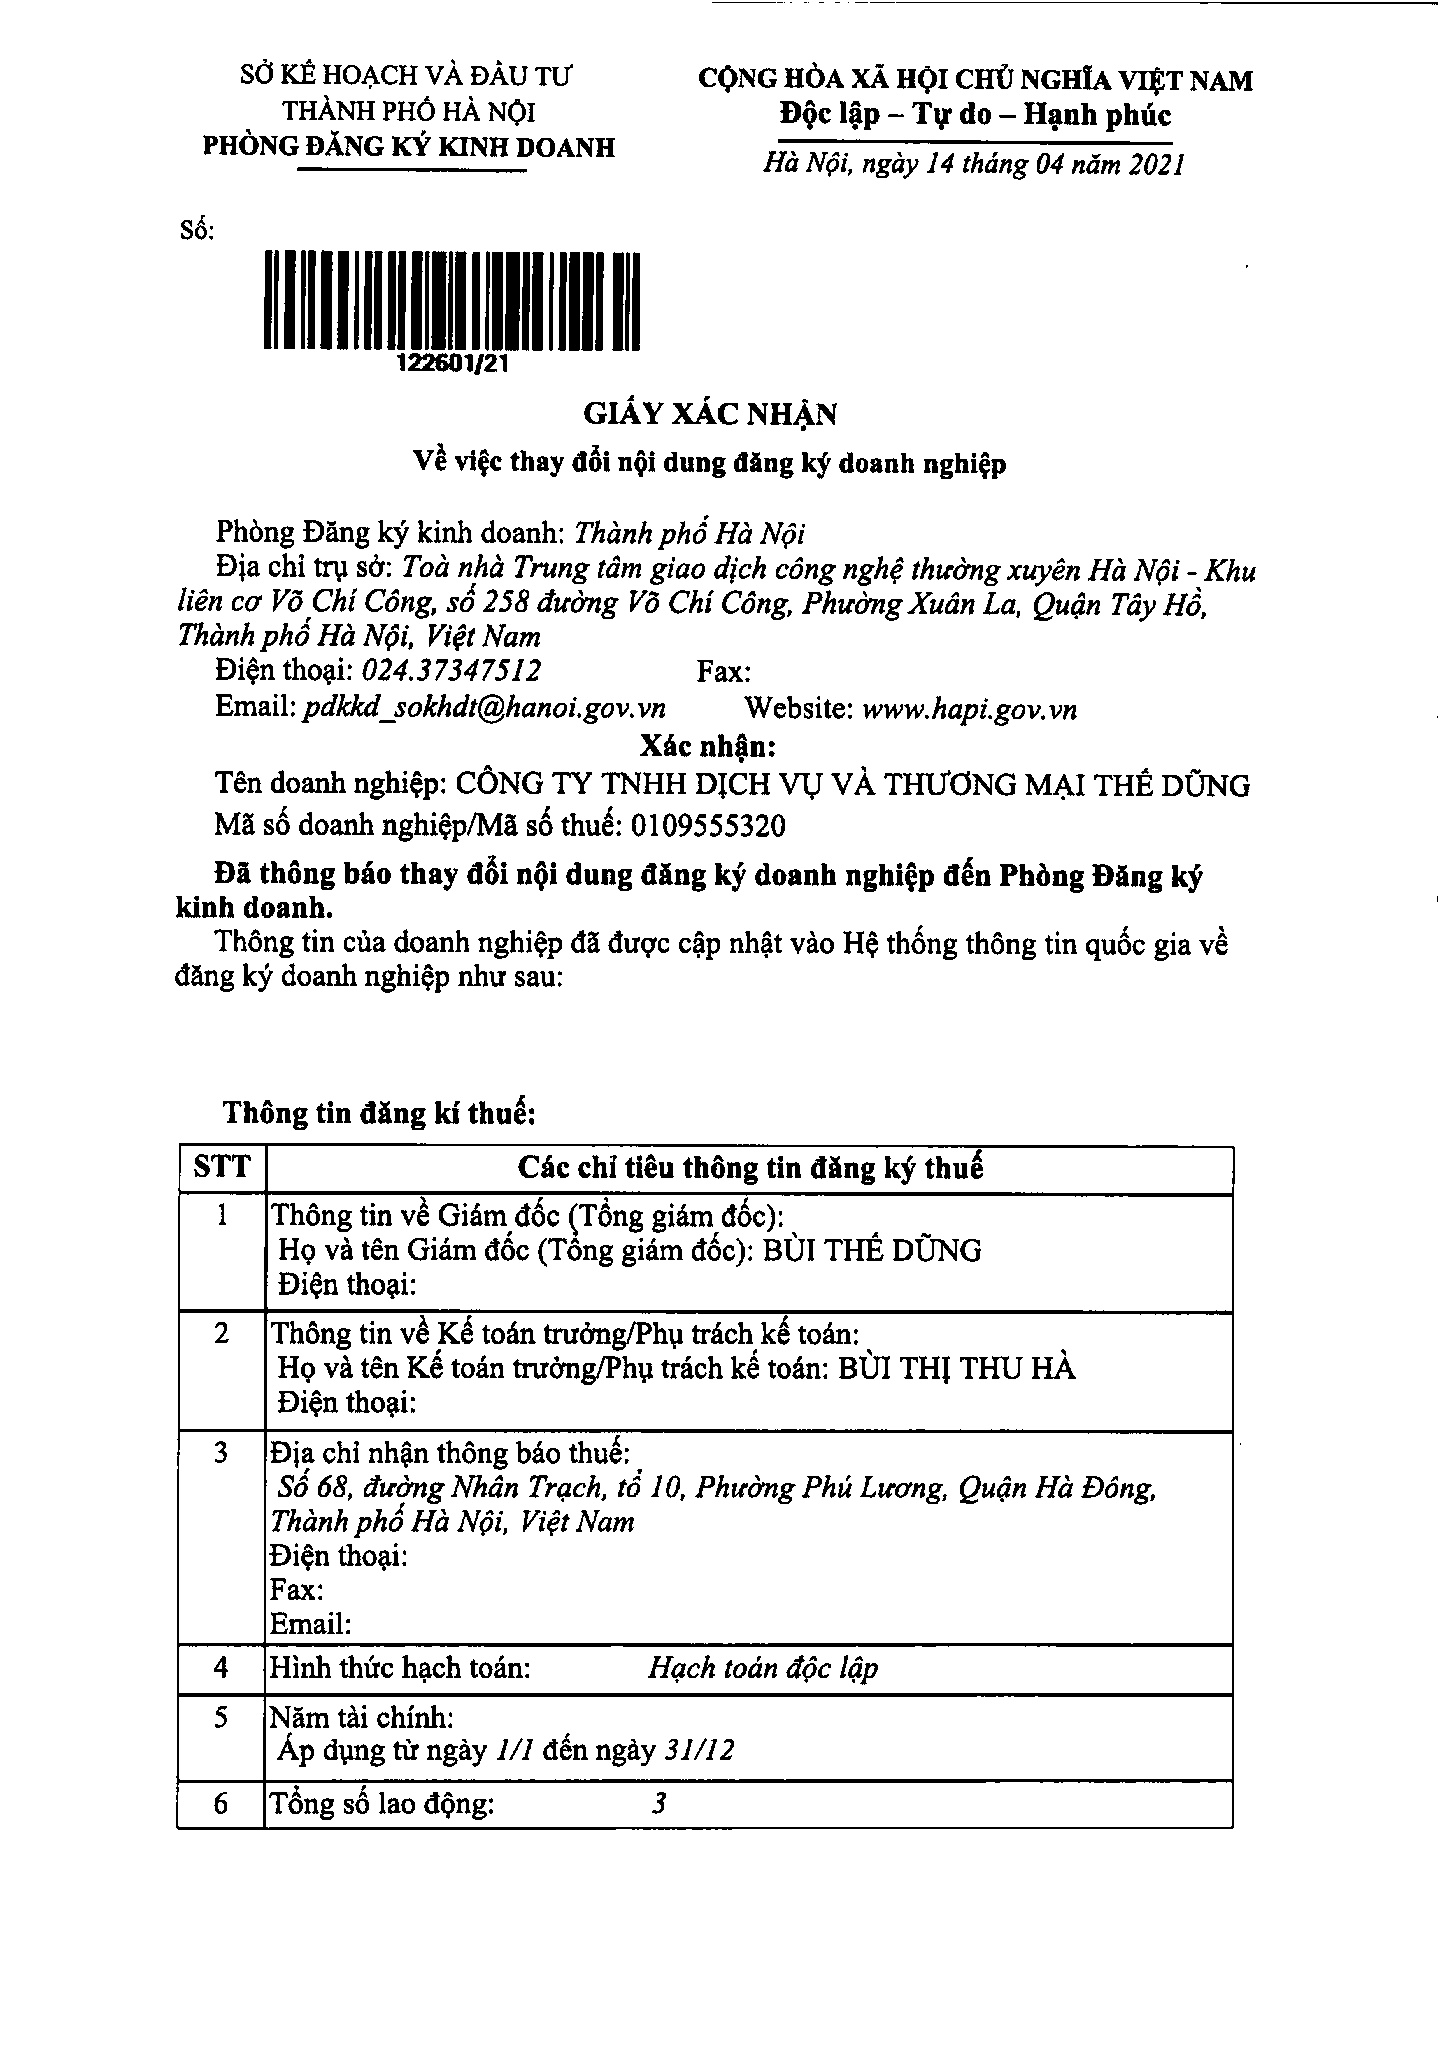 SỞ KẾ HOẠCH VÀ ĐẦU TƯ
THÀNH PHỐ HÀ NỘI
PHÒNG ĐĂNG KÝ KINH DOANH
CỘNG HÒA XÃ HỘI CHỦ NGHĨA VIỆT NAM
Độc lập – Tự do – Hạnh phúc
Hà Nội, ngày 14 tháng 04 năm 2021
Số:
122601/21
GIẤY XÁC NHẬN
Về việc thay đổi nội dung đăng ký doanh nghiệp
Phòng Đăng ký kinh doanh: Thành phố Hà Nội
Địa chỉ trụ sở: Toà nhà Trung tâm giao dịch công nghệ thường xuyên Hà Nội - Khu
liên cơ Võ Chí Công, số 258 đường Võ Chí Công, Phường Xuân La, Quận Tây Hồ,
Thành phố Hà Nội, Việt Nam
Điện thoại: 024.37347512 Fax:
Email: pdkkd_sokhdt@hanoi.gov.vn Website: www.hapi.gov.vn
Xác nhận:
Tên doanh nghiệp: CÔNG TY TNHH DỊCH VỤ VÀ THƯƠNG MẠI THẾ DŨNG
Mã số doanh nghiệp/Mã số thuế: 0109555320
Đã thông báo thay đổi nội dung đăng ký doanh nghiệp đến Phòng Đăng ký
kinh doanh.
Thông tin của doanh nghiệp đã được cập nhật vào Hệ thống thông tin quốc gia về
đăng ký doanh nghiệp như sau:
Thông tin đăng kí thuế:
STT Các chỉ tiêu thông tin đăng ký thuế
1 Thông tin về Giám đốc (Tổng giám đốc):
Họ và tên Giám đốc (Tổng giám đốc): BÙI THẾ DŨNG
Điện thoại:
2 Thông tin về Kế toán trưởng/Phụ trách kế toán:
Họ và tên Kế toán trưởng/Phụ trách kế toán: BÙI THỊ THU HÀ
Điện thoại:
3 Địa chỉ nhận thông báo thuế:
Số 68, đường Nhân Trạch, tổ 10, Phường Phú Lương, Quận Hà Đông,
Thành phố Hà Nội, Việt Nam
Điện thoại:
Fax:
Email:
4 Hình thức hạch toán: Hạch toán độc lập
5 Năm tài chính:
Áp dụng từ ngày 1/1 đến ngày 31/12
6 Tổng số lao động: 3